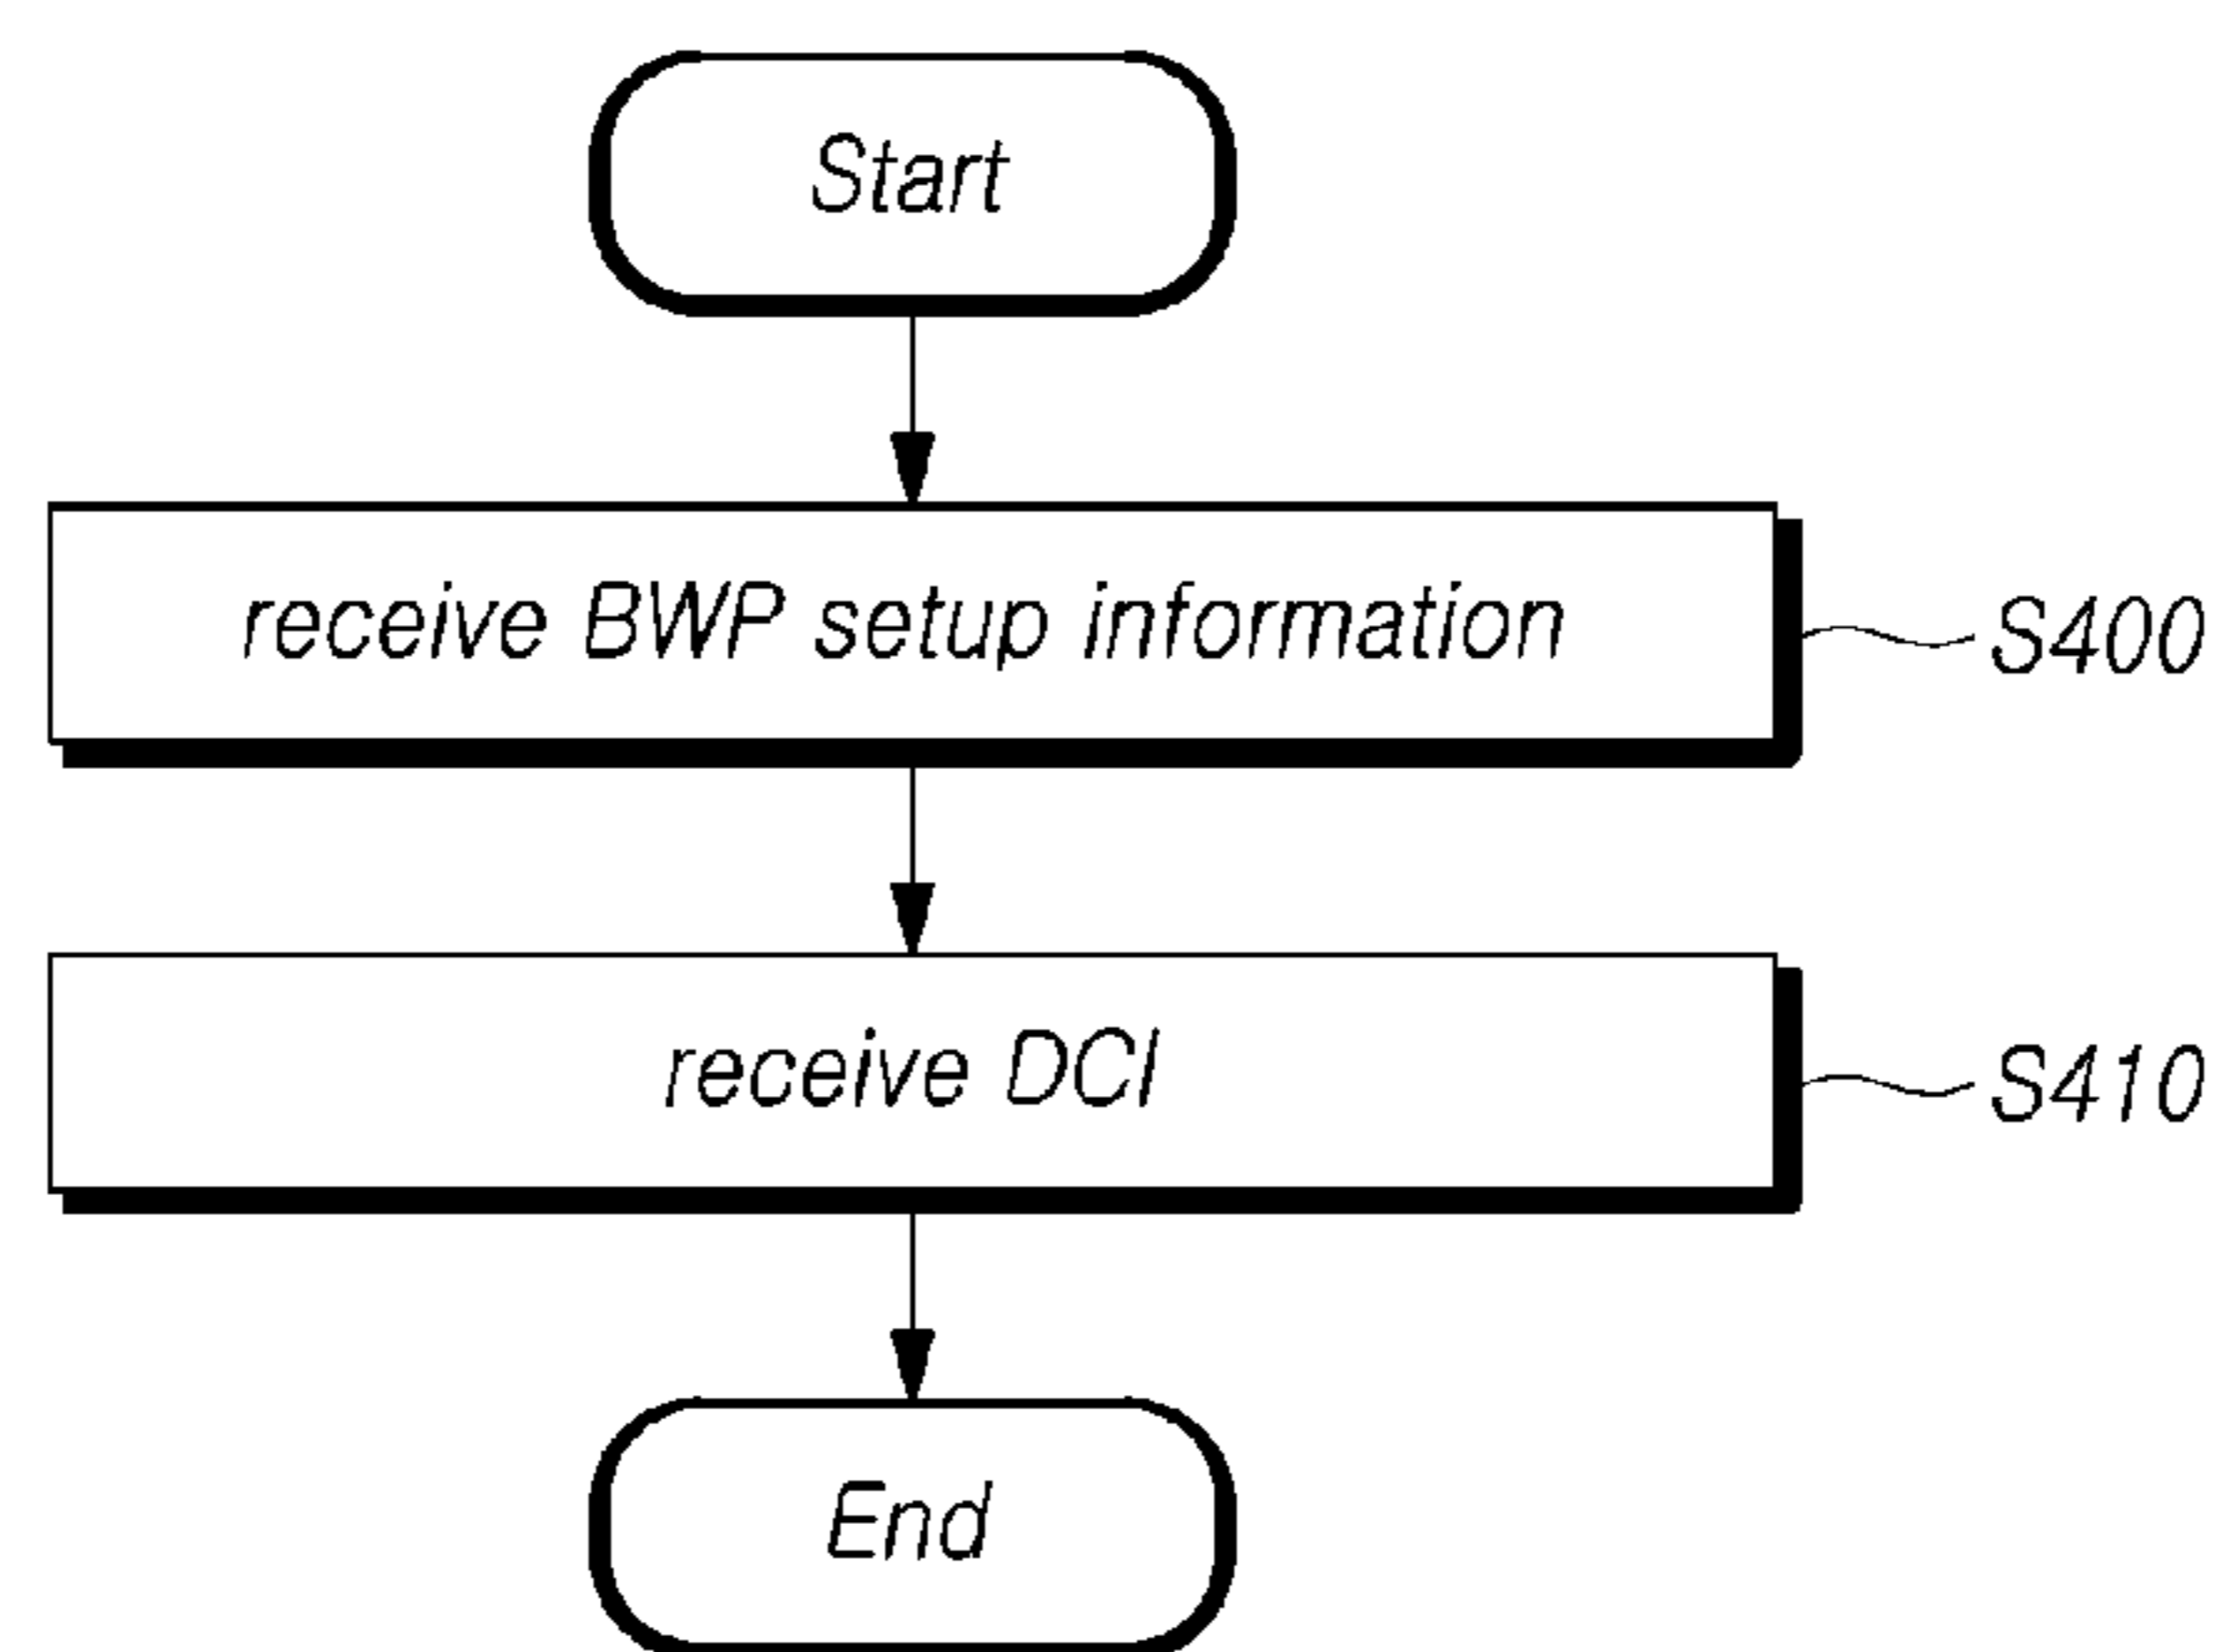 Start
receive BWP setup information
S400
receive DCI
S410
End